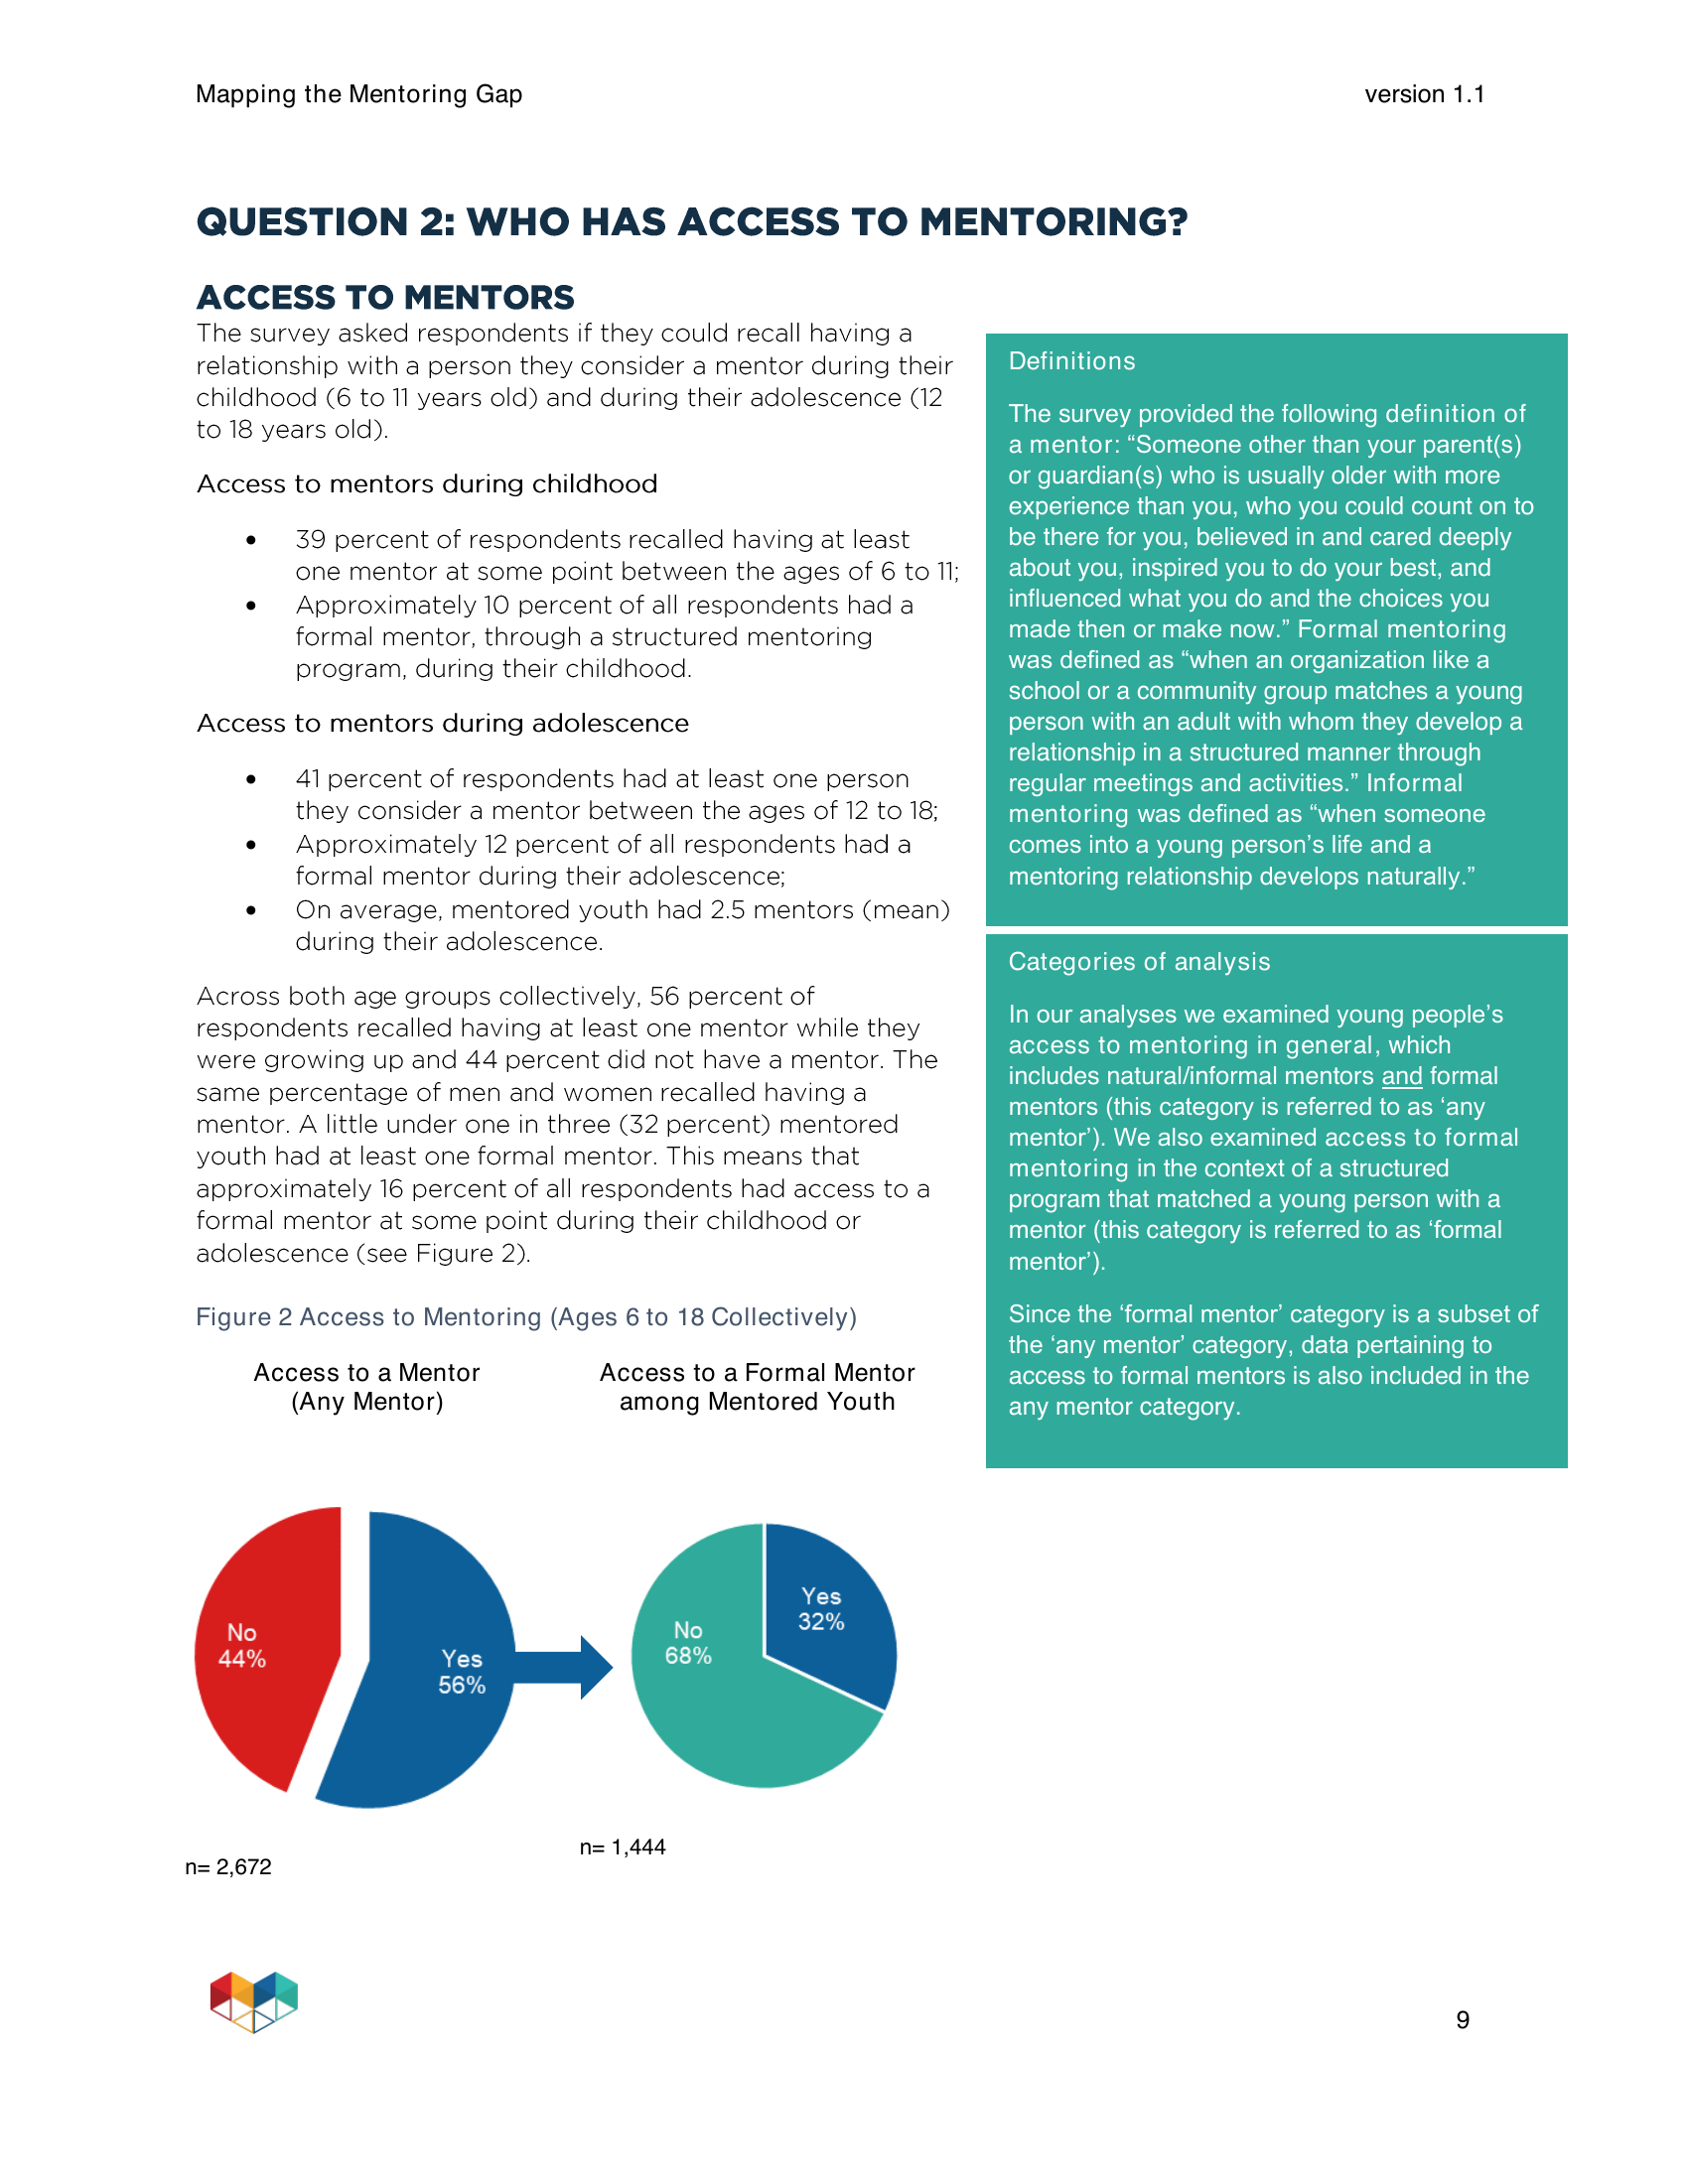 Mapping the Mentoring Gap
version 1.1
QUESTION 2: WHO HAS ACCESS TO MENTORING?
ACCESS TO MENTORS
The survey asked respondents if they could recall having a
relationship with a person they consider a mentor during their
childhood (6 to 11 years old) and during their adolescence (12
to 18 years old).
Access to mentors during childhood
• 39 percent of respondents recalled having at least
one mentor at some point between the ages of 6 to 11;
• Approximately 10 percent of all respondents had a
formal mentor, through a structured mentoring
program, during their childhood.
Access to mentors during adolescence
• 41 percent of respondents had at least one person
they consider a mentor between the ages of 12 to 18;
• Approximately 12 percent of all respondents had a
formal mentor during their adolescence;
• On average, mentored youth had 2.5 mentors (mean)
during their adolescence.
Across both age groups collectively, 56 percent of
respondents recalled having at least one mentor while they
were growing up and 44 percent did not have a mentor. The
same percentage of men and women recalled having a
mentor. A little under one in three (32 percent) mentored
youth had at least one formal mentor. This means that
approximately 16 percent of all respondents had access to a
formal mentor at some point during their childhood or
adolescence (see Figure 2).
Definitions
The survey provided the following definition of
a mentor: “Someone other than your parent(s)
or guardian(s) who is usually older with more
experience than you, who you could count on to
be there for you, believed in and cared deeply
about you, inspired you to do your best, and
influenced what you do and the choices you
made then or make now.” Formal mentoring
was defined as “when an organization like a
school or a community group matches a young
person with an adult with whom they develop a
relationship in a structured manner through
regular meetings and activities.” Informal
mentoring was defined as “when someone
comes into a young person’s life and a
mentoring relationship develops naturally.”
Categories of analysis
In our analyses we examined young people’s
access to mentoring in general, which
includes natural/informal mentors and formal
mentors (this category is referred to as ‘any
mentor’). We also examined access to formal
mentoring in the context of a structured
program that matched a young person with a
mentor (this category is referred to as ‘formal
mentor’).
Since the ‘formal mentor’ category is a subset of
the ‘any mentor’ category, data pertaining to
access to formal mentors is also included in the
any mentor category.
Figure 2 Access to Mentoring (Ages 6 to 18 Collectively)
Access to a Mentor
(Any Mentor)
Access to a Formal Mentor
among Mentored Youth
No
44%
Yes
56%
No
68%
Yes
32%
n= 2,672
n= 1,444
9